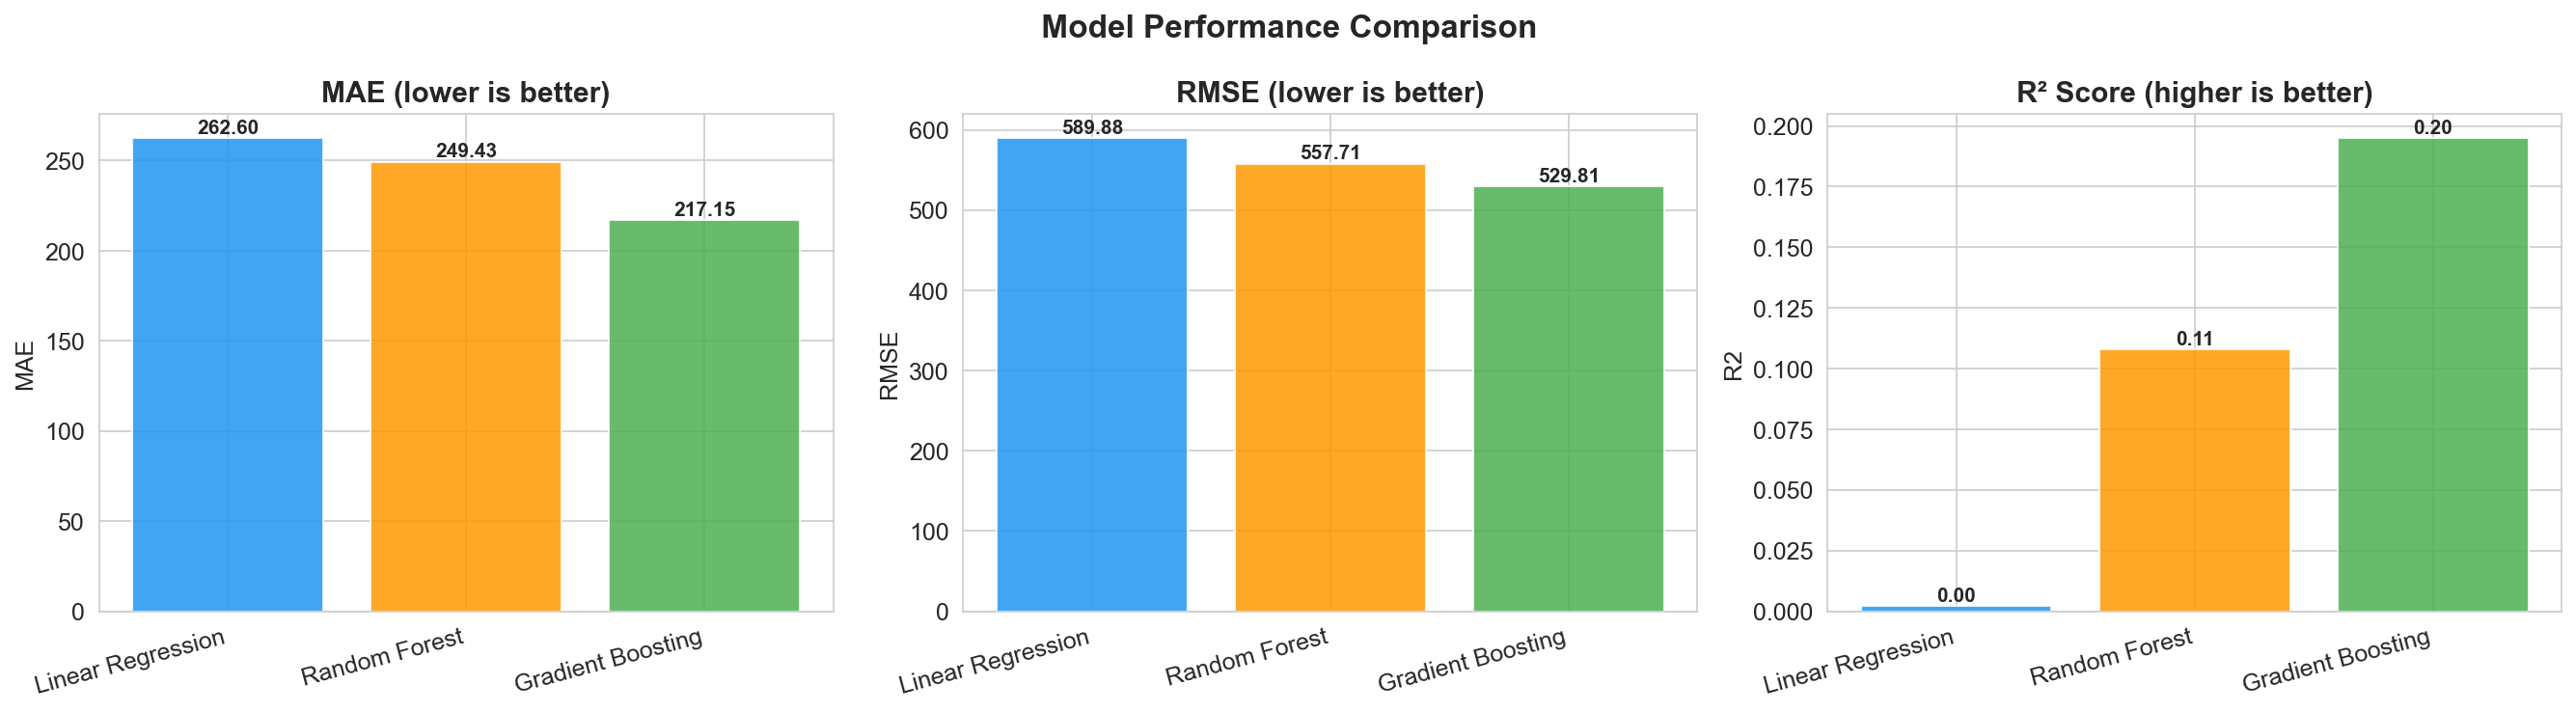 Model Performance Comparison
MAE (lower is better)
MAE
250
200
150
100
50
0
262.60
249.43
217.15
Linear Regression
Random Forest
Gradient Boosting
RMSE (lower is better)
RMSE
600
500
400
300
200
100
0
589.88
557.71
529.81
Linear Regression
Random Forest
Gradient Boosting
R² Score (higher is better)
R2
0.200
0.175
0.150
0.125
0.100
0.075
0.050
0.025
0.000
0.00
0.11
0.20
Linear Regression
Random Forest
Gradient Boosting